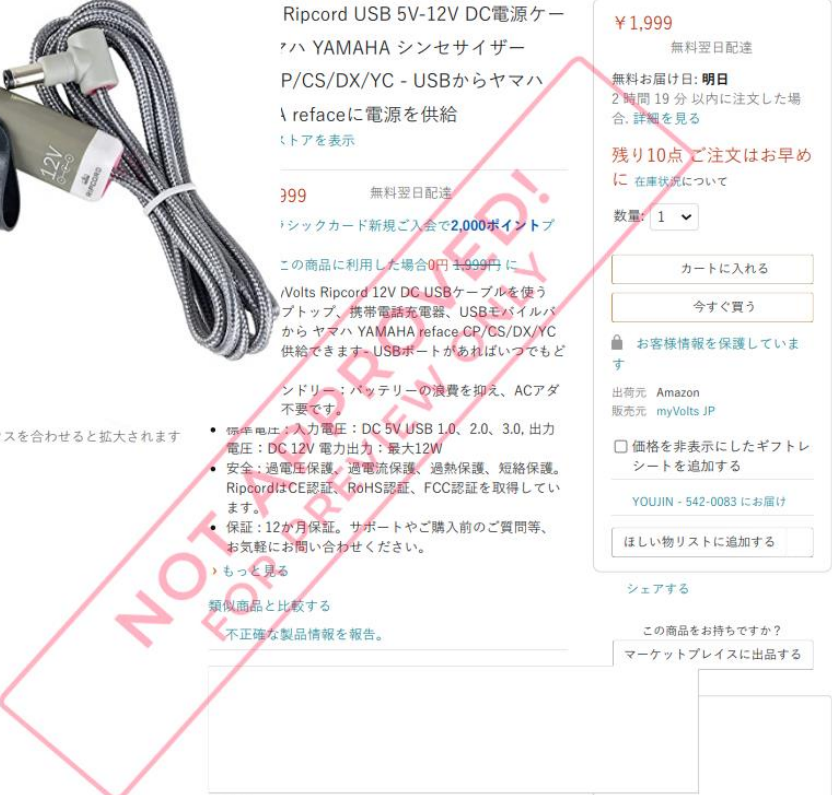 Ripcord USB 5V-12V DC電源ケー
ハ YAMAHA シンセサイザー
P/CS/DX/YC - USBからヤマハ
refaceに電源を供給
トアを表示
999 無料翌日配達
シックカード新規ご入会で2,000ポイントプ
この商品に利用した場合0円 1,999円 に
Volts Ripcord 12V DC USBケーブルを使う
プトップ、携帯電話充電器、USBモバイルバ
から ヤマハ YAMAHA reface CP/CS/DX/YC
供給できます- USBポートがあればいつでもど
ンドリー：バッテリーの浪費を抑え、ACアダ
不要です。
標準電圧 : 入力電圧：DC 5V USB 1.0、2.0、3.0, 出力
電圧：DC 12V 電力出力：最大12W
安全 : 過電圧保護、過電流保護、過熱保護、短絡保護。
RipcordはCE認証、RoHS認証、FCC認証を取得してい
ます。
保証 : 12か月保証。サポートやご購入前のご質問等、
お気軽にお問い合わせください。
› もっと見る
類似商品と比較する
不正確な製品情報を報告。
12V
RIPCORD
スを合わせると拡大されます
￥1,999
無料翌日配達
無料お届け日: 明日
2 時間 19 分 以内に注文した場
合. 詳細を見る
残り10点 ご注文はお早め
に 在庫状況について
数量: 1
カートに入れる
今すぐ買う
お客様情報を保護していま
す
出荷元 Amazon
販売元 myVolts JP
価格を非表示にしたギフトレ
シートを追加する
YOUJIN - 542-0083 にお届け
ほしい物リストに追加する
シェアする
この商品をお持ちですか？
マーケットプレイスに出品する
NOT APPROVED!
FOR PREVIEW ONLY